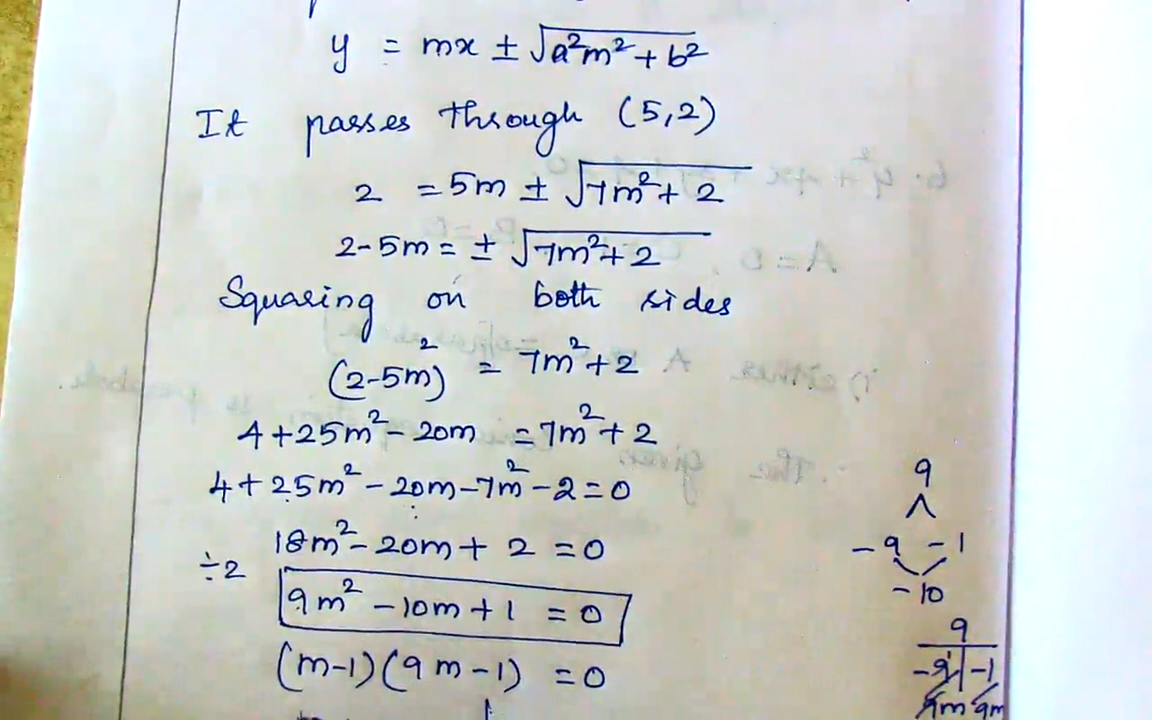 y = mx ± √a²m² + b²
It passes through (5,2)
2 = 5m ± √7m² + 2
2-5m = ± √7m²+2
Squaring on both sides
(2-5m)² = 7m²+2
4+25m²-20m = 7m²+2
4+25m²-20m-7m²-2=0
18m²-20m+2=0
÷2
9m²-10m+1=0
(m-1)(9m-1)=0
9
-9 -1
-10
9
-9 | -1
9m 9m